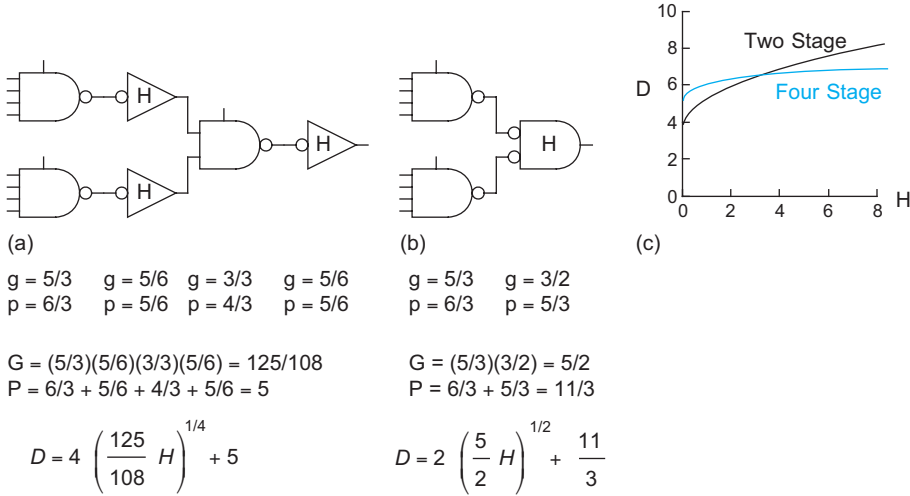 H
H
H
(a)
g = 5/3 g = 5/6 g = 3/3 g = 5/6
p = 6/3 p = 5/6 p = 4/3 p = 5/6
G = (5/3)(5/6)(3/3)(5/6) = 125/108
P = 6/3 + 5/6 + 4/3 + 5/6 = 5
D = 4 (125/108 H)^1/4 + 5
H
(b)
g = 5/3 g = 3/2
p = 6/3 p = 5/3
G = (5/3)(3/2) = 5/2
P = 6/3 + 5/3 = 11/3
D = 2 (5/2 H)^1/2 + 11/3
10
8
6
4
2
0
D
Two Stage
Four Stage
0 2 4 6 8
H
(c)